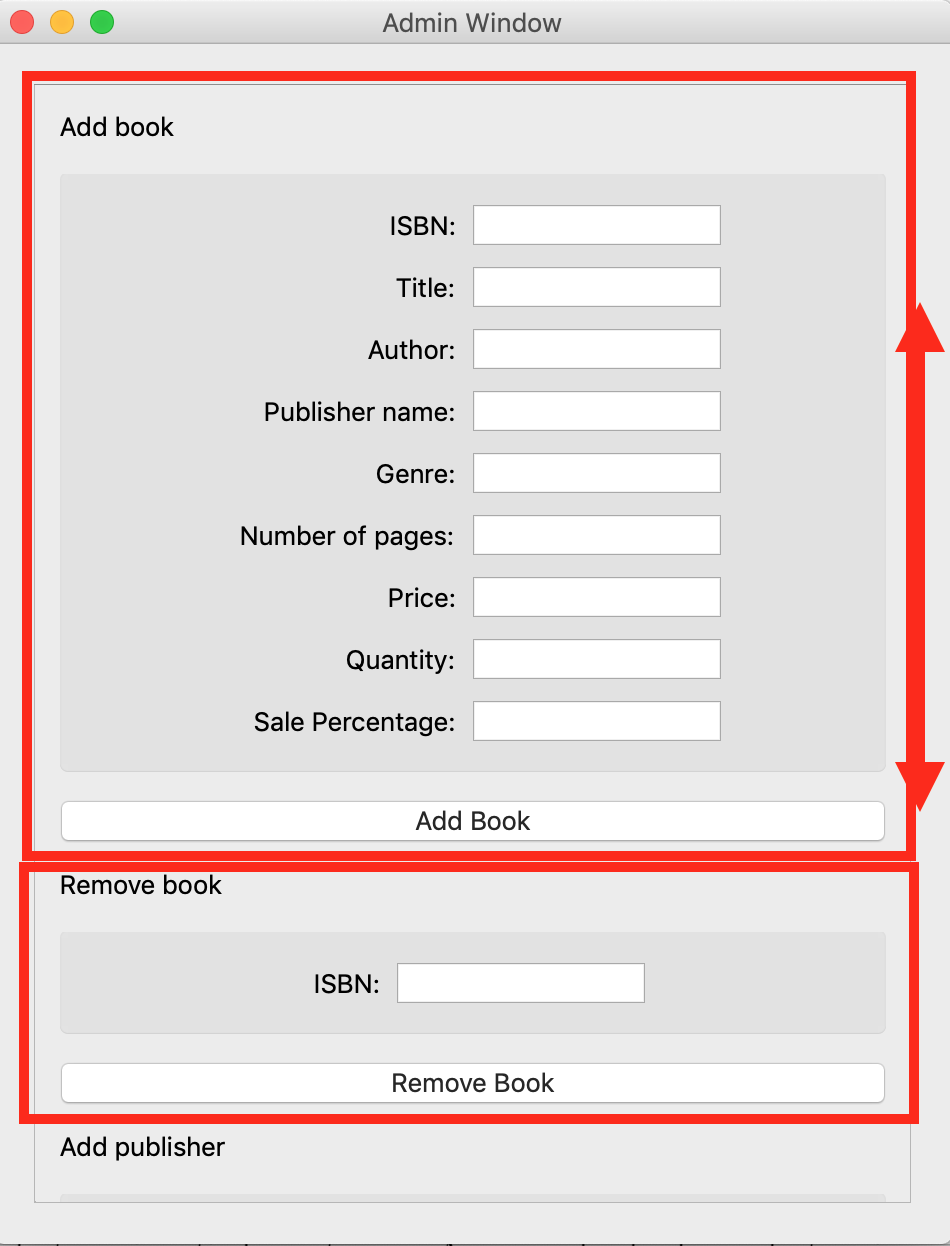 Admin Window
Add book
ISBN:
Title:
Author:
Publisher name:
Genre:
Number of pages:
Price:
Quantity:
Sale Percentage:
Add Book
Remove book
ISBN:
Remove Book
Add publisher